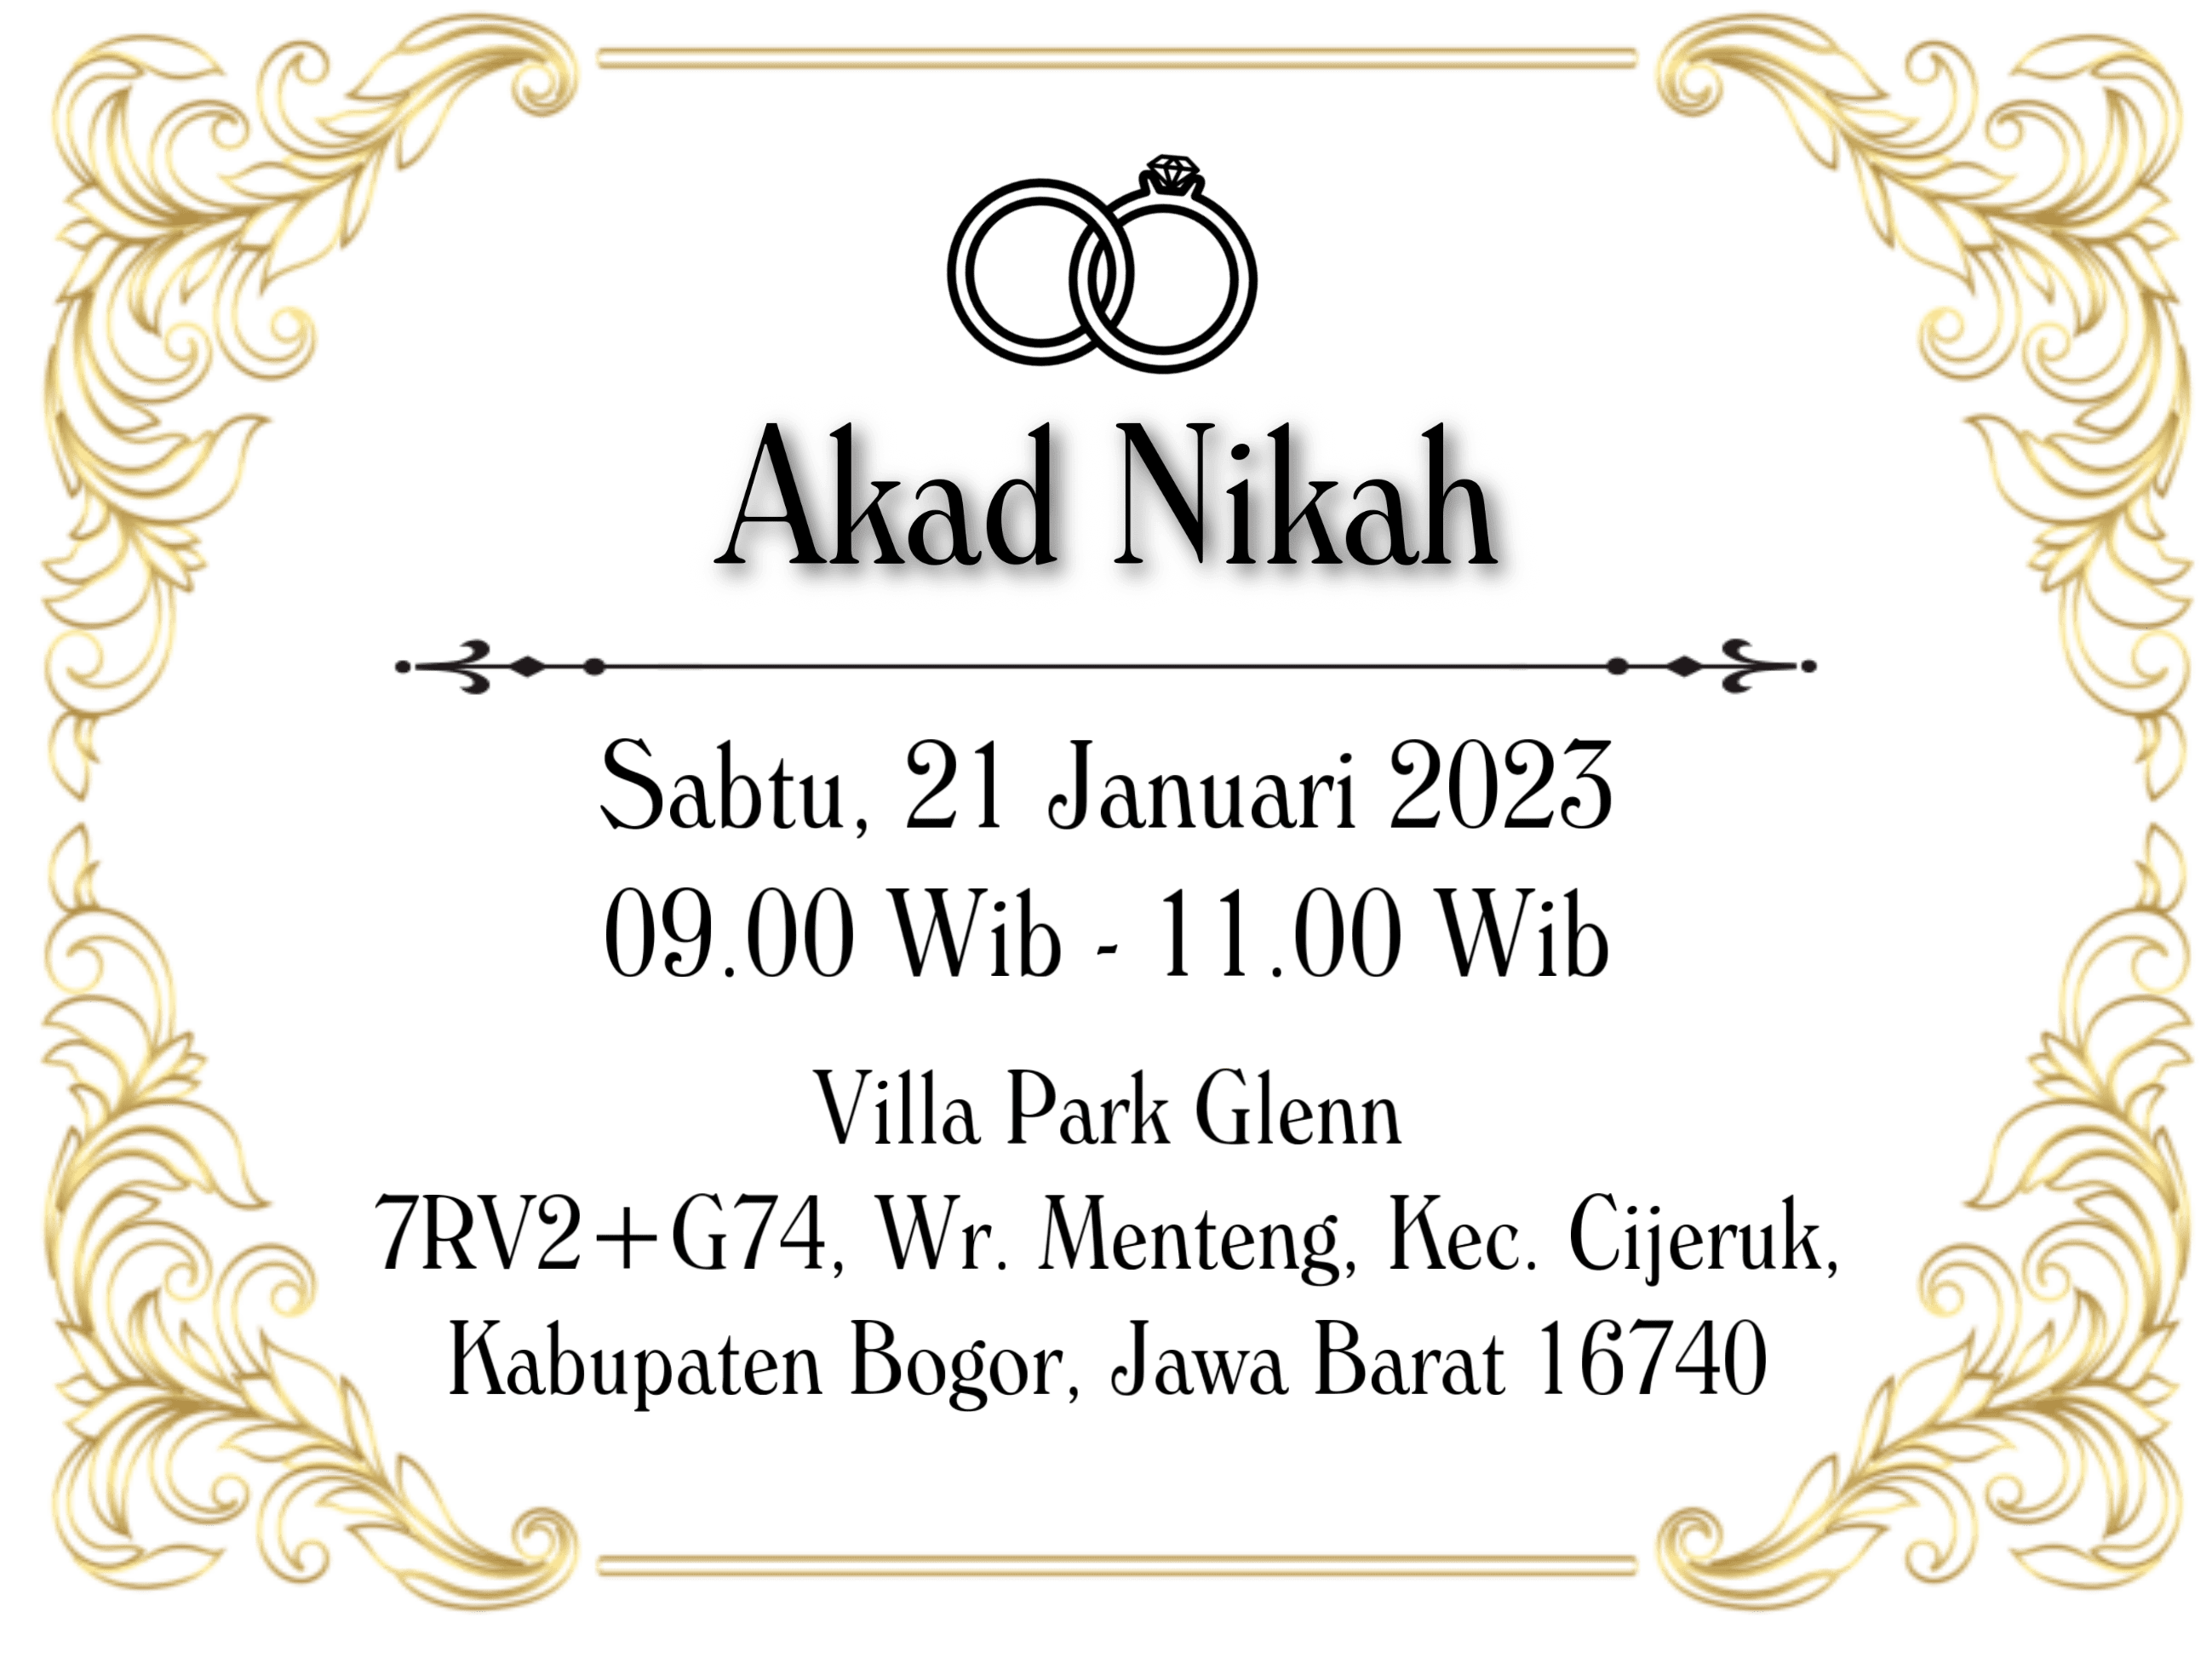 Akad Nikah
Sabtu, 21 Januari 2023
09.00 Wib - 11.00 Wib
Villa Park Glenn
7RV2+G74, Wr. Menteng, Kec. Cijeruk,
Kabupaten Bogor, Jawa Barat 16740